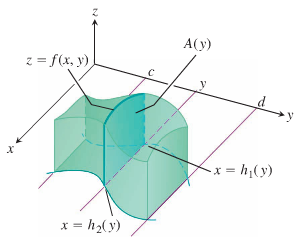 z
A(y)
z = f(x, y)
c
y
d
y
x
x = h₁(y)
x = h₂(y)